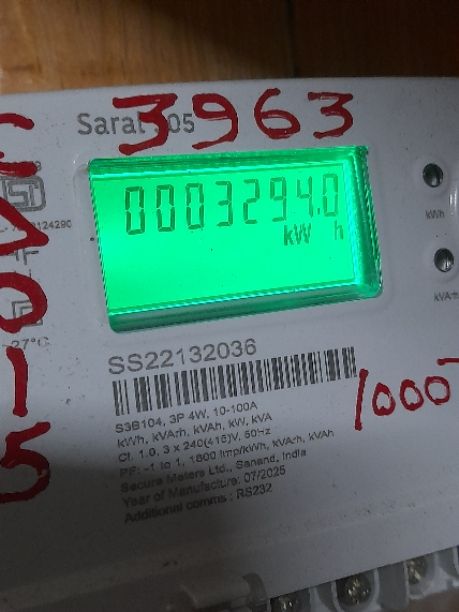 3963
Saral 305
0003294.0
kW h
kWh
SS22132036
S3B104, 3P 4W, 10-100A
kWh, kVArh, kVAh, kW, kVA
Cl. 1.0, 3 x 240(415)V, 50Hz
PF: -1 to 1, 1600 imp/kWh, kVArh, kVAh
Secure Meters Ltd., Sanand, India
Year of Manufacture: 07/2025
Additional comms : RS232
1000